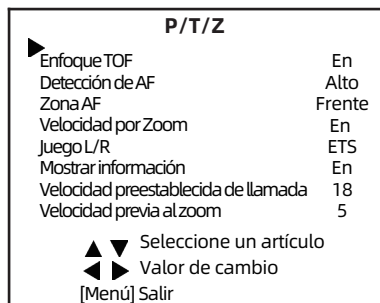 P/T/Z
Enfoque TOF En
Detección de AF Alto
Zona AF Frente
Velocidad por Zoom En
Juego L/R ETS
Mostrar información En
Velocidad preestablecida de llamada 18
Velocidad previa al zoom 5
▲ ▼ Seleccione un artículo
◀ ▶ Valor de cambio
[Menú] Salir